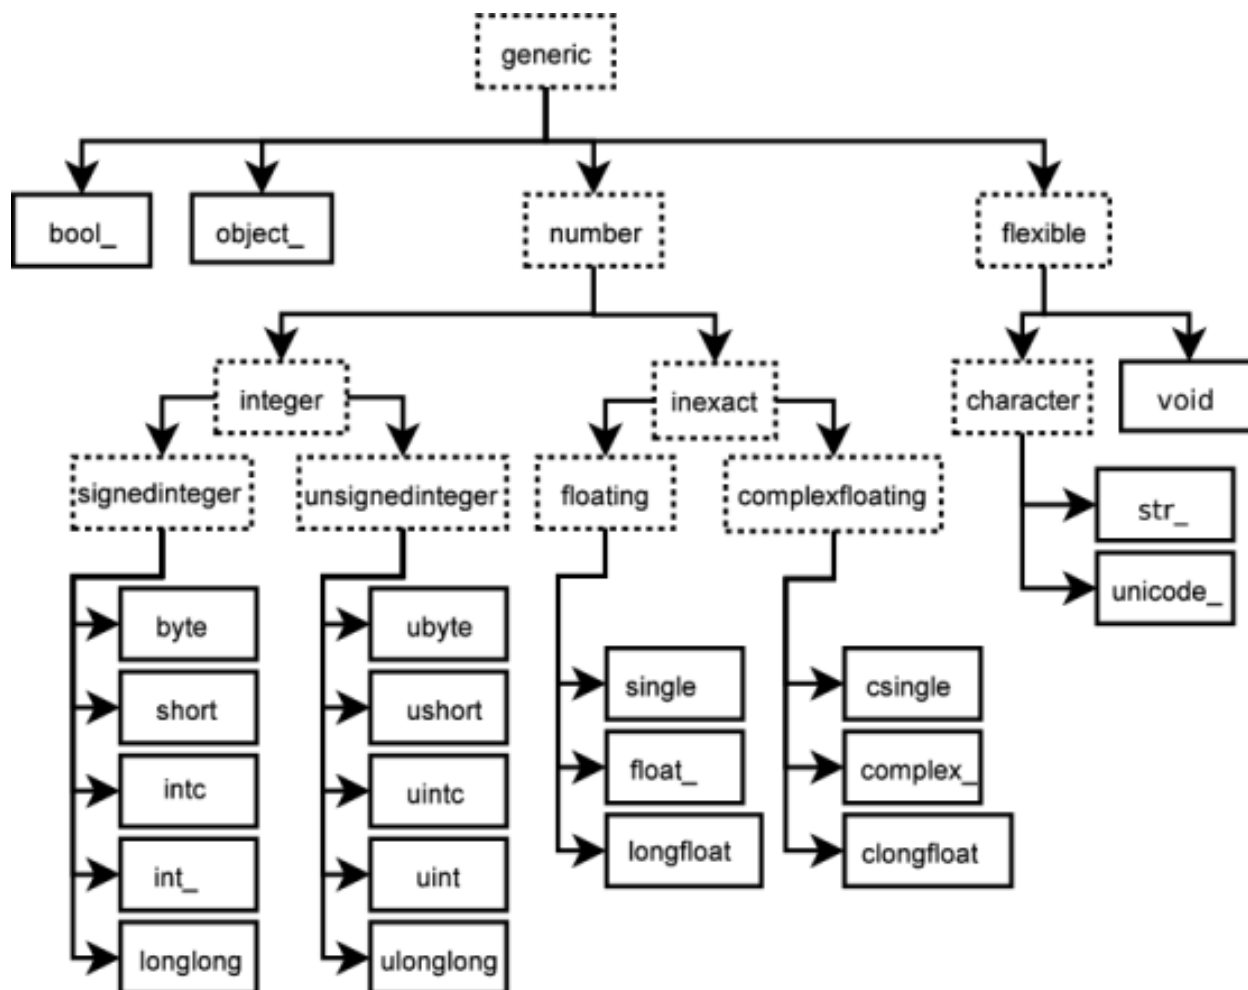 generic
bool_
object_
number
flexible
integer
inexact
character
void
signedinteger
unsignedinteger
floating
complexfloating
str_
unicode_
byte
ubyte
single
csingle
short
ushort
float_
complex_
intc
uintc
longfloat
clongfloat
int_
uint
longlong
ulonglong